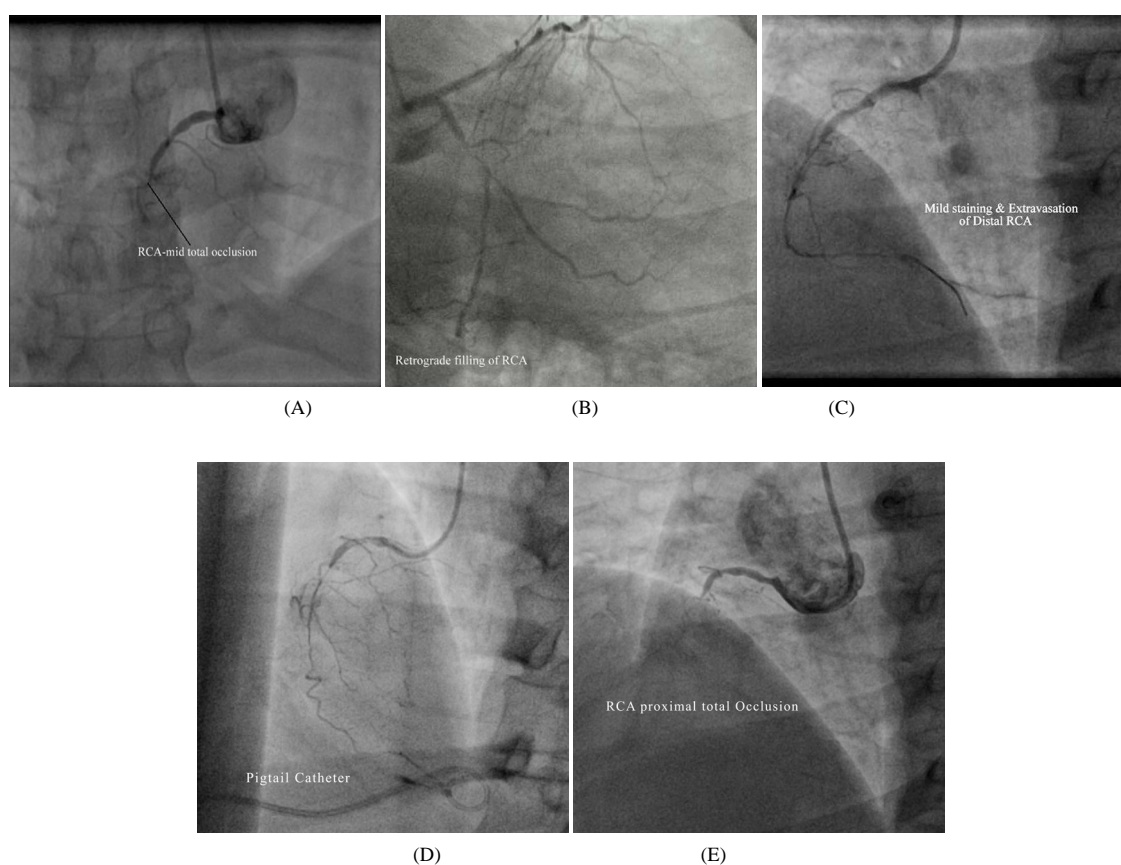 RCA-mid total occlusion
Retrograde filling of RCA
Mild staining & Extravasation
of Distal RCA
(A)
(B)
(C)
Pigtail Catheter
RCA proximal total Occlusion
(D)
(E)